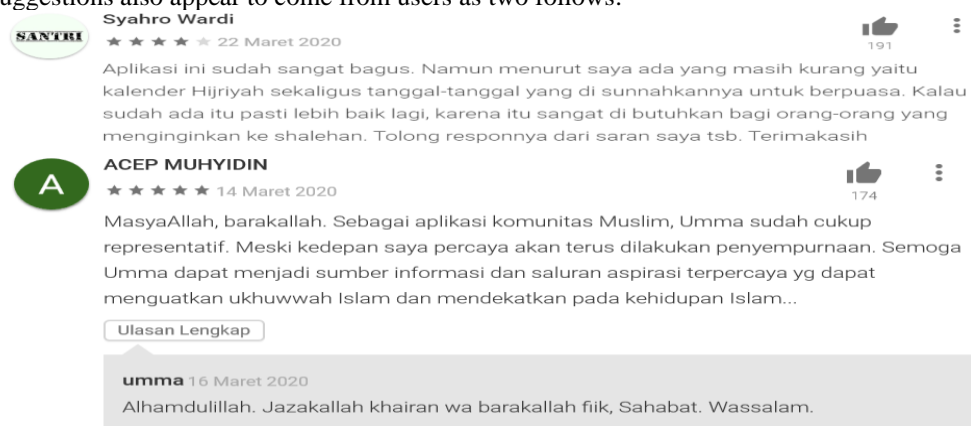 uggestions also appear to come from users as two follows:
Syahro Wardi
SANTRI
22 Maret 2020
191
Aplikasi ini sudah sangat bagus. Namun menurut saya ada yang masih kurang yaitu
kalender Hijriyah sekaligus tanggal-tanggal yang di sunnahkannya untuk berpuasa. Kalau
sudah ada itu pasti lebih baik lagi, karena itu sangat di butuhkan bagi orang-orang yang
menginginkan ke shalehan. Tolong responnya dari saran saya tsb. Terimakasih
ACEP MUHYIDIN
A
14 Maret 2020
174
MasyaAllah, barakallah. Sebagai aplikasi komunitas Muslim, Umma sudah cukup
representatif. Meski kedepan saya percaya akan terus dilakukan penyempurnaan. Semoga
Umma dapat menjadi sumber informasi dan saluran aspirasi terpercaya yg dapat
menguatkan ukhuwwah Islam dan mendekatkan pada kehidupan Islam...
Ulasan Lengkap
umma 16 Maret 2020
Alhamdulillah. Jazakallah khairan wa barakallah fiik, Sahabat. Wassalam.